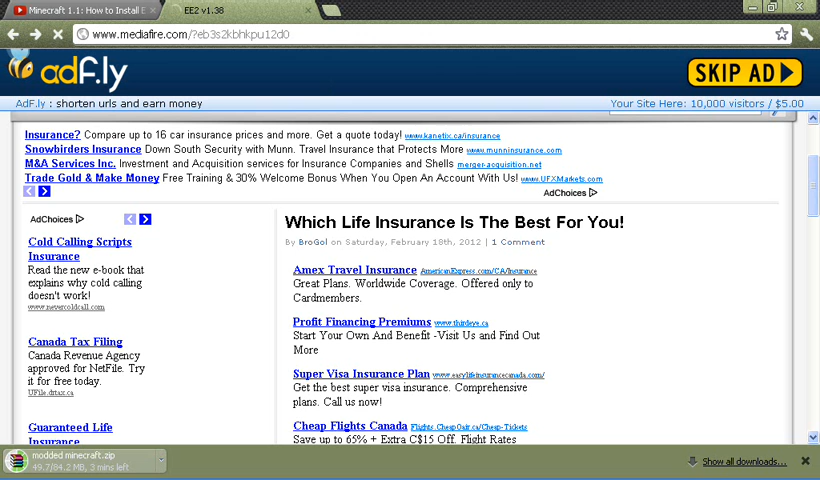 Minecraft 1.1: How to Install E
EE2 v1.38
www.mediafire.com/?eb3s2kbhkpu12d0
adf.ly
SKIP AD
AdF.ly : shorten urls and earn money
Your Site Here: 10,000 visitors / $5.00
Insurance? Compare up to 16 car insurance prices and more. Get a quote today! www.kanetix.ca/insurance
Snowbirders Insurance Down South Security with Munn. Travel Insurance that Protects More www.munninsurance.com
M&A Services Inc. Investment and Acquisition services for Insurance Companies and Shells merger-acquisition.net
Trade Gold & Make Money Free Training & 30% Welcome Bonus When You Open An Account With Us! www.UFXMarkets.com
AdChoices
AdChoices
Cold Calling Scripts
Insurance
Read the new e-book that
explains why cold calling
doesn't work!
www.nevercoldcall.com
Canada Tax Filing
Canada Revenue Agency
approved for NetFile. Try
it for free today.
UFile.drtax.ca
Guaranteed Life
Insurance
Which Life Insurance Is The Best For You!
By BroGol on Saturday, February 18th, 2012 | 1 Comment
Amex Travel Insurance AmericanExpress.com/CA/Insurance
Great Plans. Worldwide Coverage. Offered only to
Cardmembers.
Profit Financing Premiums www.thirdeye.ca
Start Your Own And Benefit -Visit Us and Find Out
More
Super Visa Insurance Plan www.easylifeinsurancecanada.com/
Get the best super visa insurance. Comprehensive
plans. Call us now!
Cheap Flights Canada Flights.CheapOair.ca/Cheap-Tickets
Save up to 65% + Extra C$15 Off. Flight Rates
modded minecraft.zip
49.7/84.2 MB, 3 mins left
Show all downloads...